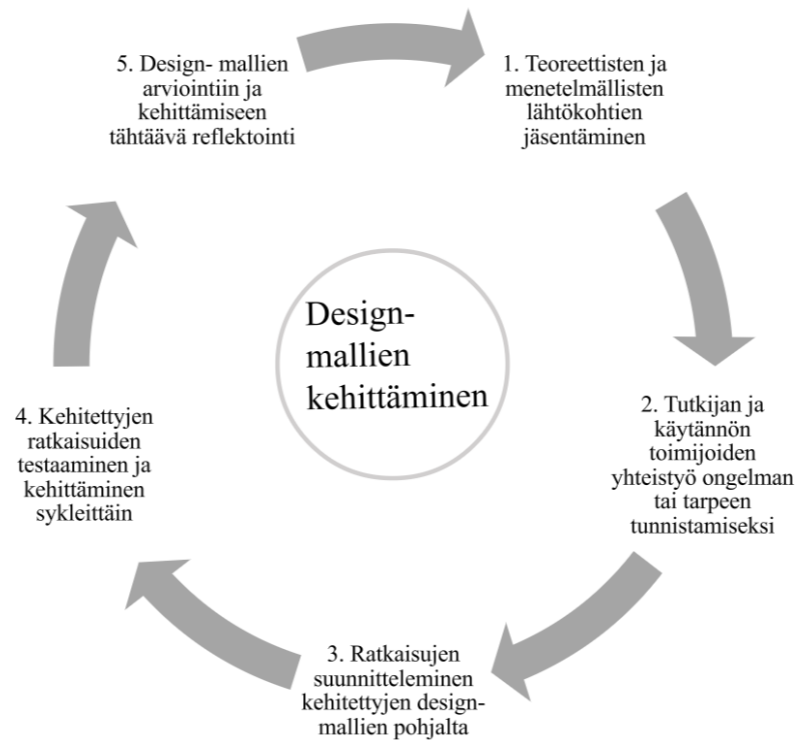 5. Design- mallien
arviointiin ja
kehittämiseen
tähtäävä reflektointi
1. Teoreettisten ja
menetelmällisten
lähtökohtien
jäsentäminen
Design-
mallien
kehittäminen
2. Tutkijan ja
käytännön
toimijoiden
yhteistyö ongelman
tai tarpeen
tunnistamiseksi
4. Kehitettyjen
ratkaisuiden
testaaminen ja
kehittäminen
sykleittäin
3. Ratkaisujen
suunnitteleminen
kehitettyjen design-
mallien pohjalta